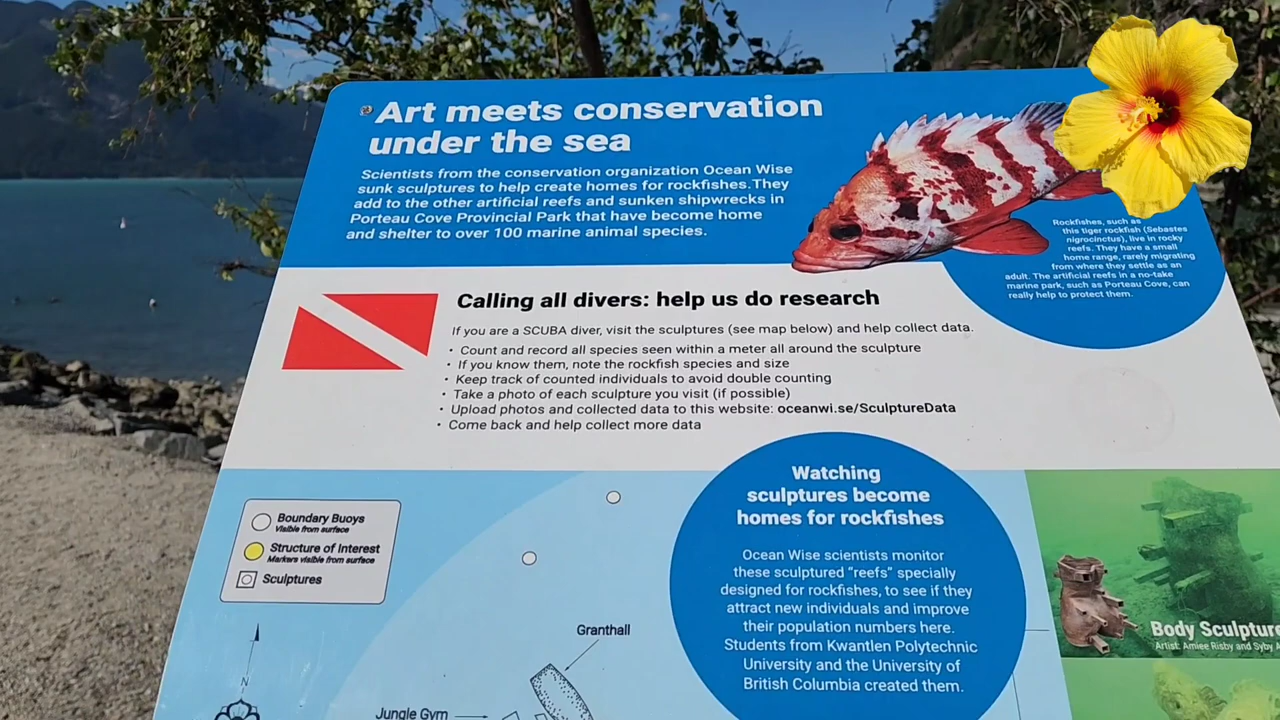 Art meets conservation
under the sea
Scientists from the conservation organization Ocean Wise
sunk sculptures to help create homes for rockfishes. They
add to the other artificial reefs and sunken shipwrecks in
Porteau Cove Provincial Park that have become home
and shelter to over 100 marine animal species.
Rockfishes, such as
this tiger rockfish (Sebastes
nigrocinctus), live in rocky
reefs. They have a small
home range, rarely migrating
from where they settle as an
adult. The artificial reefs in a no-take
marine park, such as Porteau Cove, can
really help to protect them.
Calling all divers: help us do research
If you are a SCUBA diver, visit the sculptures (see map below) and help collect data.
• Count and record all species seen within a meter all around the sculpture
• If you know them, note the rockfish species and size
• Keep track of counted individuals to avoid double counting
• Take a photo of each sculpture you visit (if possible)
• Upload photos and collected data to this website: oceanwi.se/SculptureData
• Come back and help collect more data
Watching
sculptures become
homes for rockfishes
Ocean Wise scientists monitor
these sculptured "reefs" specially
designed for rockfishes, to see if they
attract new individuals and improve
their population numbers here.
Students from Kwantlen Polytechnic
University and the University of
British Columbia created them.
Boundary Buoys
Visible from surface
Structure of Interest
Markers visible from surface
Sculptures
N
Granthall
Jungle Gym
Body Sculpture
Artist: Amiee Risby and Syby A